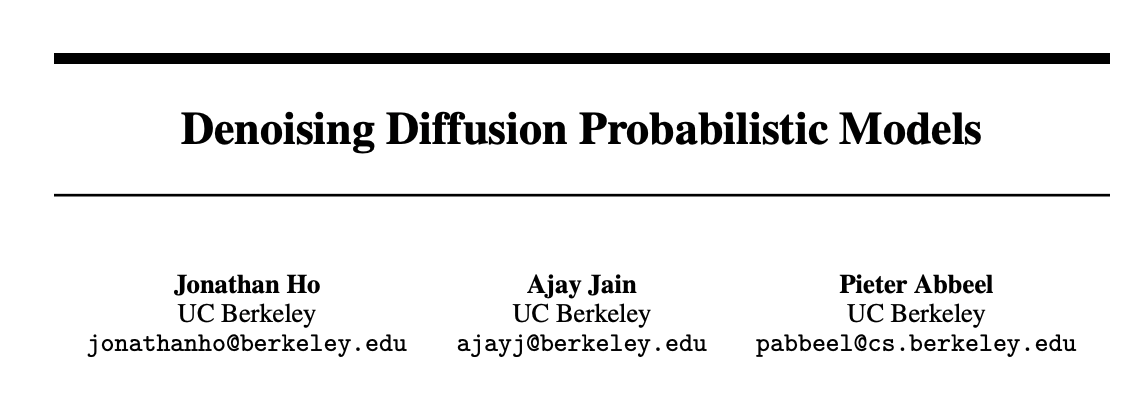 Denoising Diffusion Probabilistic Models
Jonathan Ho
UC Berkeley
jonathanho@berkeley.edu
Ajay Jain
UC Berkeley
ajayj@berkeley.edu
Pieter Abbeel
UC Berkeley
pabbeel@cs.berkeley.edu